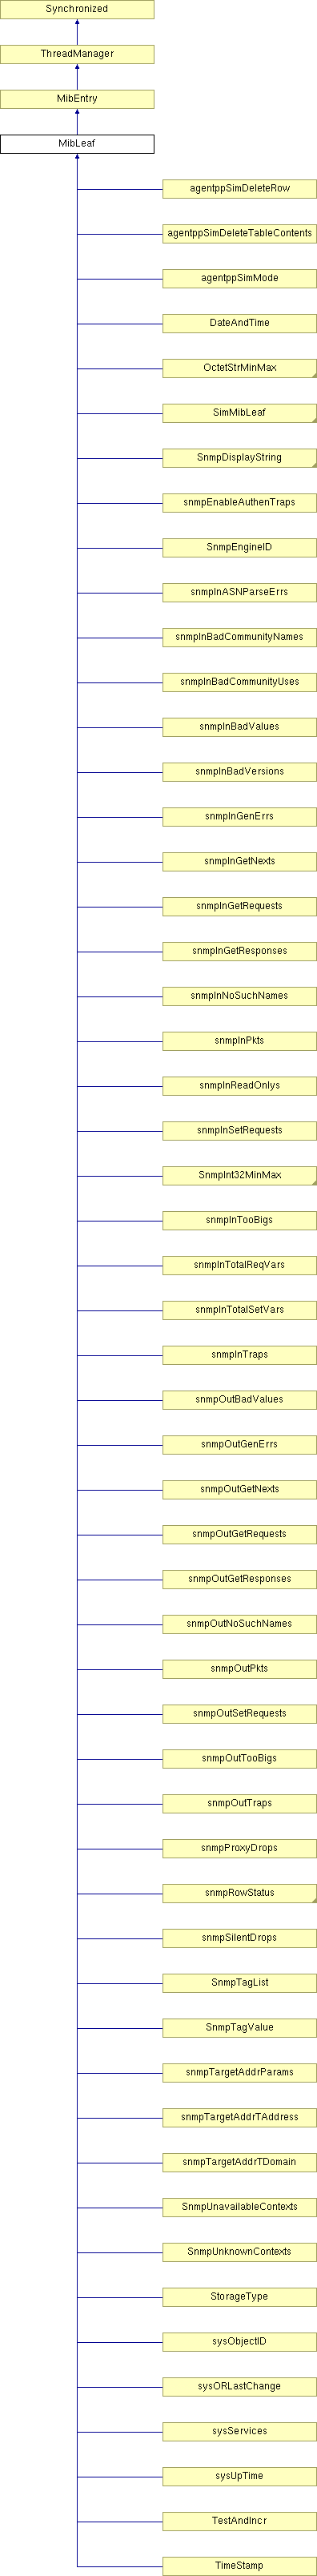 Synchronized
ThreadManager
MibEntry
MibLeaf
agentppSimDeleteRow
agentppSimDeleteTableContents
agentppSimMode
DateAndTime
OctetStrMinMax
SimMibLeaf
SnmpDisplayString
snmpEnableAuthenTraps
SnmpEngineID
snmpInASNParseErrs
snmpInBadCommunityNames
snmpInBadCommunityUses
snmpInBadValues
snmpInBadVersions
snmpInGenErrs
snmpInGetNexts
snmpInGetRequests
snmpInGetResponses
snmpInNoSuchNames
snmpInPkts
snmpInReadOnlys
snmpInSetRequests
SnmpInt32MinMax
snmpInTooBigs
snmpInTotalReqVars
snmpInTotalSetVars
snmpInTraps
snmpOutBadValues
snmpOutGenErrs
snmpOutGetNexts
snmpOutGetRequests
snmpOutGetResponses
snmpOutNoSuchNames
snmpOutPkts
snmpOutSetRequests
snmpOutTooBigs
snmpOutTraps
snmpProxyDrops
snmpRowStatus
snmpSilentDrops
SnmpTagList
SnmpTagValue
snmpTargetAddrParams
snmpTargetAddrTAddress
snmpTargetAddrTDomain
SnmpUnavailableContexts
SnmpUnknownContexts
StorageType
sysObjectID
sysORLastChange
sysServices
sysUpTime
TestAndIncr
TimeStamp